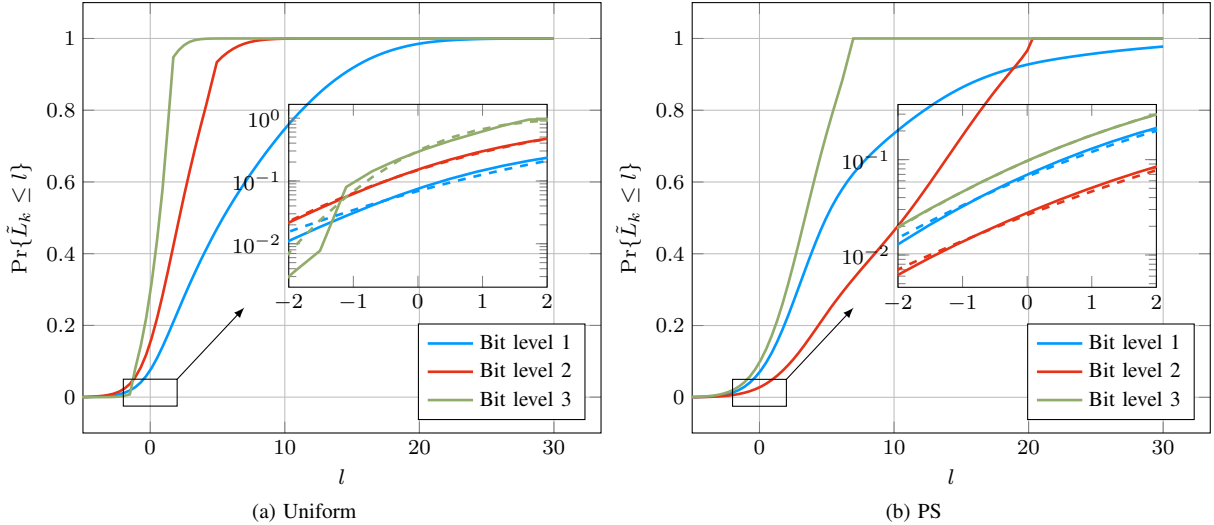 1
0.8
0.6
0.4
0.2
0
0 10 20 30
l
Pr{L̃_k ≤ l}
10^0
10^{-1}
10^{-2}
−2 −1 0 1 2
Bit level 1
Bit level 2
Bit level 3
(a) Uniform
1
0.8
0.6
0.4
0.2
0
0 10 20 30
l
Pr{L̃_k ≤ l}
10^{-1}
10^{-2}
−2 −1 0 1 2
Bit level 1
Bit level 2
Bit level 3
(b) PS